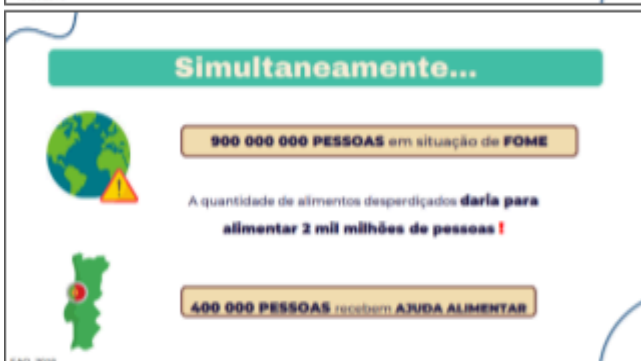 Simultaneamente...
900 000 000 PESSOAS em situação de FOME
A quantidade de alimentos desperdiçados daria para
alimentar 2 mil milhões de pessoas !
400 000 PESSOAS recebem AJUDA ALIMENTAR